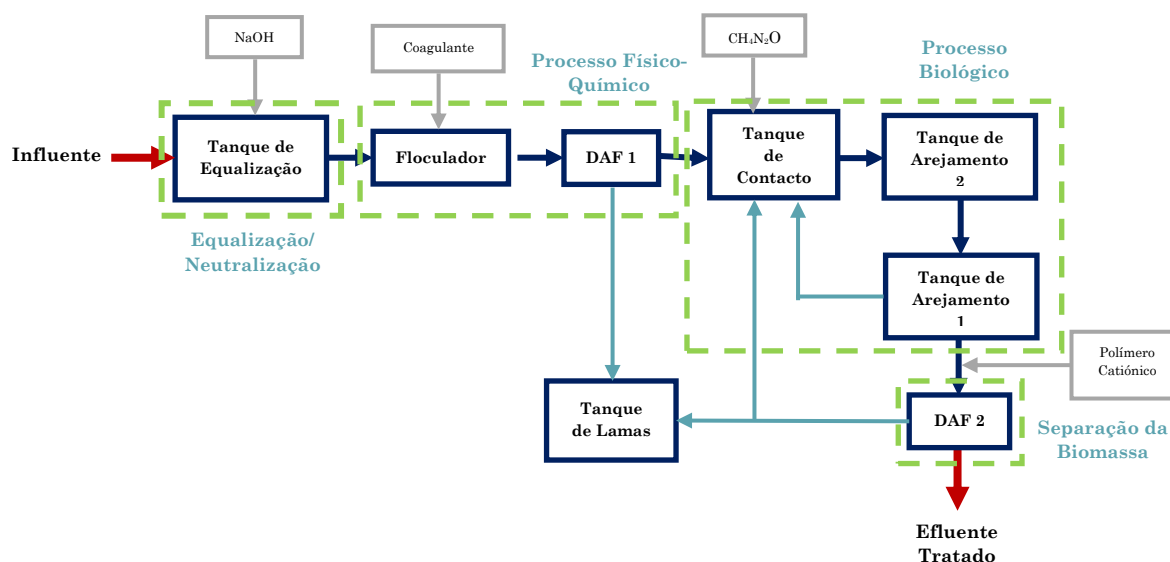 NaOH
Coagulante
CH₄N₂O
Processo Físico-
Químico
Processo
Biológico
Influente
Tanque de
Equalização
Floculador
DAF 1
Tanque
de
Contacto
Tanque de
Arejamento
2
Equalização/
Neutralização
Tanque de
Arejamento
1
Polímero
Catiónico
Tanque
de Lamas
DAF 2
Separação da
Biomassa
Efluente
Tratado